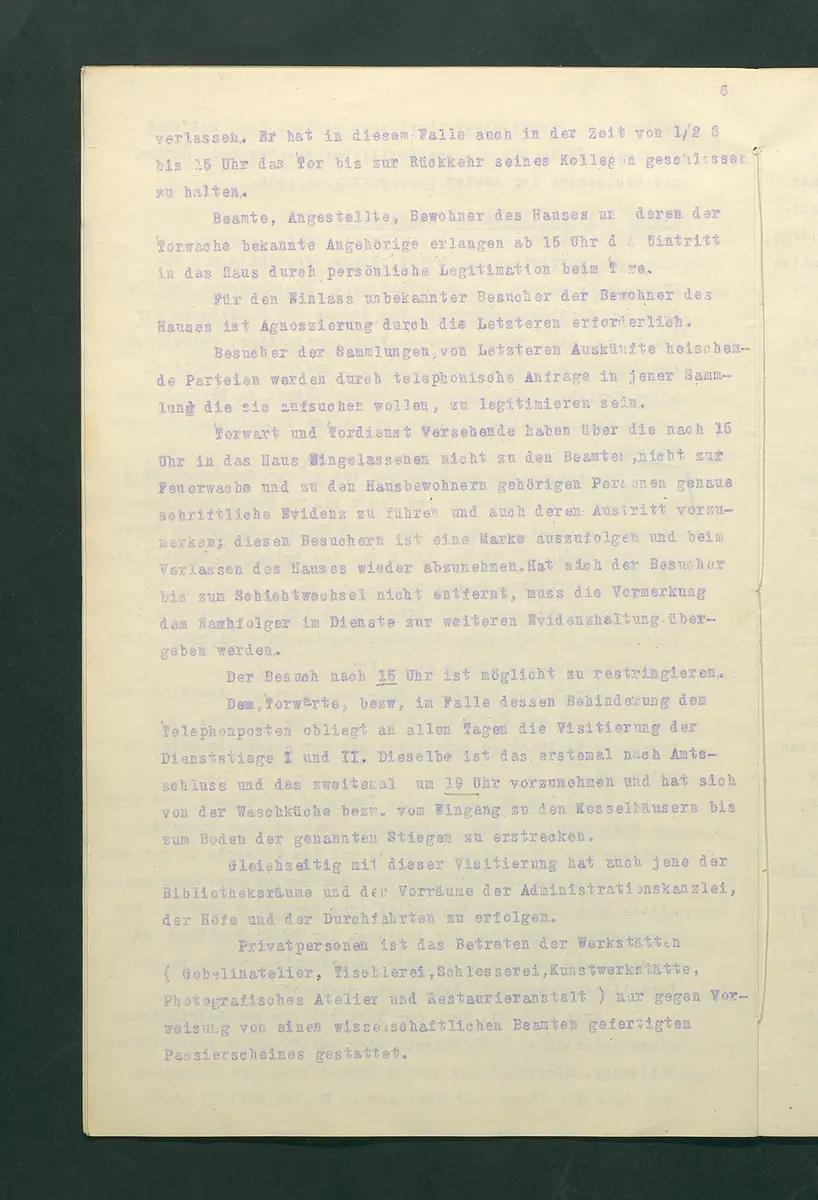 6
verlassen. Er hat in diesem Falle auch in der Zeit von 1/2 8
bis 15 Uhr das Tor bis zur Rückkehr seines Kollegen geschlossen
zu halten.
Beamte, Angestellte, Bewohner des Hauses un deren der
Torwache bekannte Angehörige erlangen ab 15 Uhr den Eintritt
in das Haus durch persönliche Legitimation beim Tore.
Für den Einlass unbekannter Besucher der Bewohner des
Hauses ist Agnoszierung durch die Letzteren erforderlich.
Besucher der Sammlungen,von Letzteren Auskünfte heischen-
de Parteien werden durch telephonische Anfrage in jener Samm-
lung die sie aufsuchen wollen, zu legitimieren sein.
Torwart und Tordienst Versehende haben über die nach 15
Uhr in das Haus Eingelassenen nicht zu den Beamten,nicht zur
Feuerwache und zu den Hausbewohnern gehörigen Personen genaue
schriftliche Evidenz zu führen und auch deren Austritt vorzu-
merken; diesen Besuchern ist eine Marke auszufolgen und beim
Verlassen des Hauses wieder abzunehmen.Hat sich der Besucher
bis zum Schichtwechsel nicht entfernt, muss die Vormerkung
dem Nachfolger im Dienste zur weiteren Evidenzhaltung über-
geben werden.
Der Besuch nach 15 Uhr ist möglicht zu restringieren.
Dem Torwarte, bezw, im Falle dessen Behinderung dem
Telephonposten obliegt an allen Tagen die Visitierung der
Dienststiege I und II. Dieselbe ist das erstemal nach Amts-
schluss und das zweitemal um 19 Uhr vorzunehmen und hat sich
von der Waschküche bezw. vom Eingang zu den Kesselhäusern bis
zum Boden der genannten Stiegen zu erstrecken.
Gleichzeitig mit dieser Visitierung hat auch jene der
Bibliotheksräume und der Vorräume der Administrationskanzlei,
der Höfe und der Durchfahrten zu erfolgen.
Privatpersonen ist das Betreten der Werkstätten
( Gobelinatelier, Tischlerei,Schlosserei,Kunstwerkstätte,
Photografisches Atelier und Restaurieranstalt ) nur gegen Vor-
weisung von einen wissenschaftlichen Beamten gefertigten
Passierscheines gestattet.